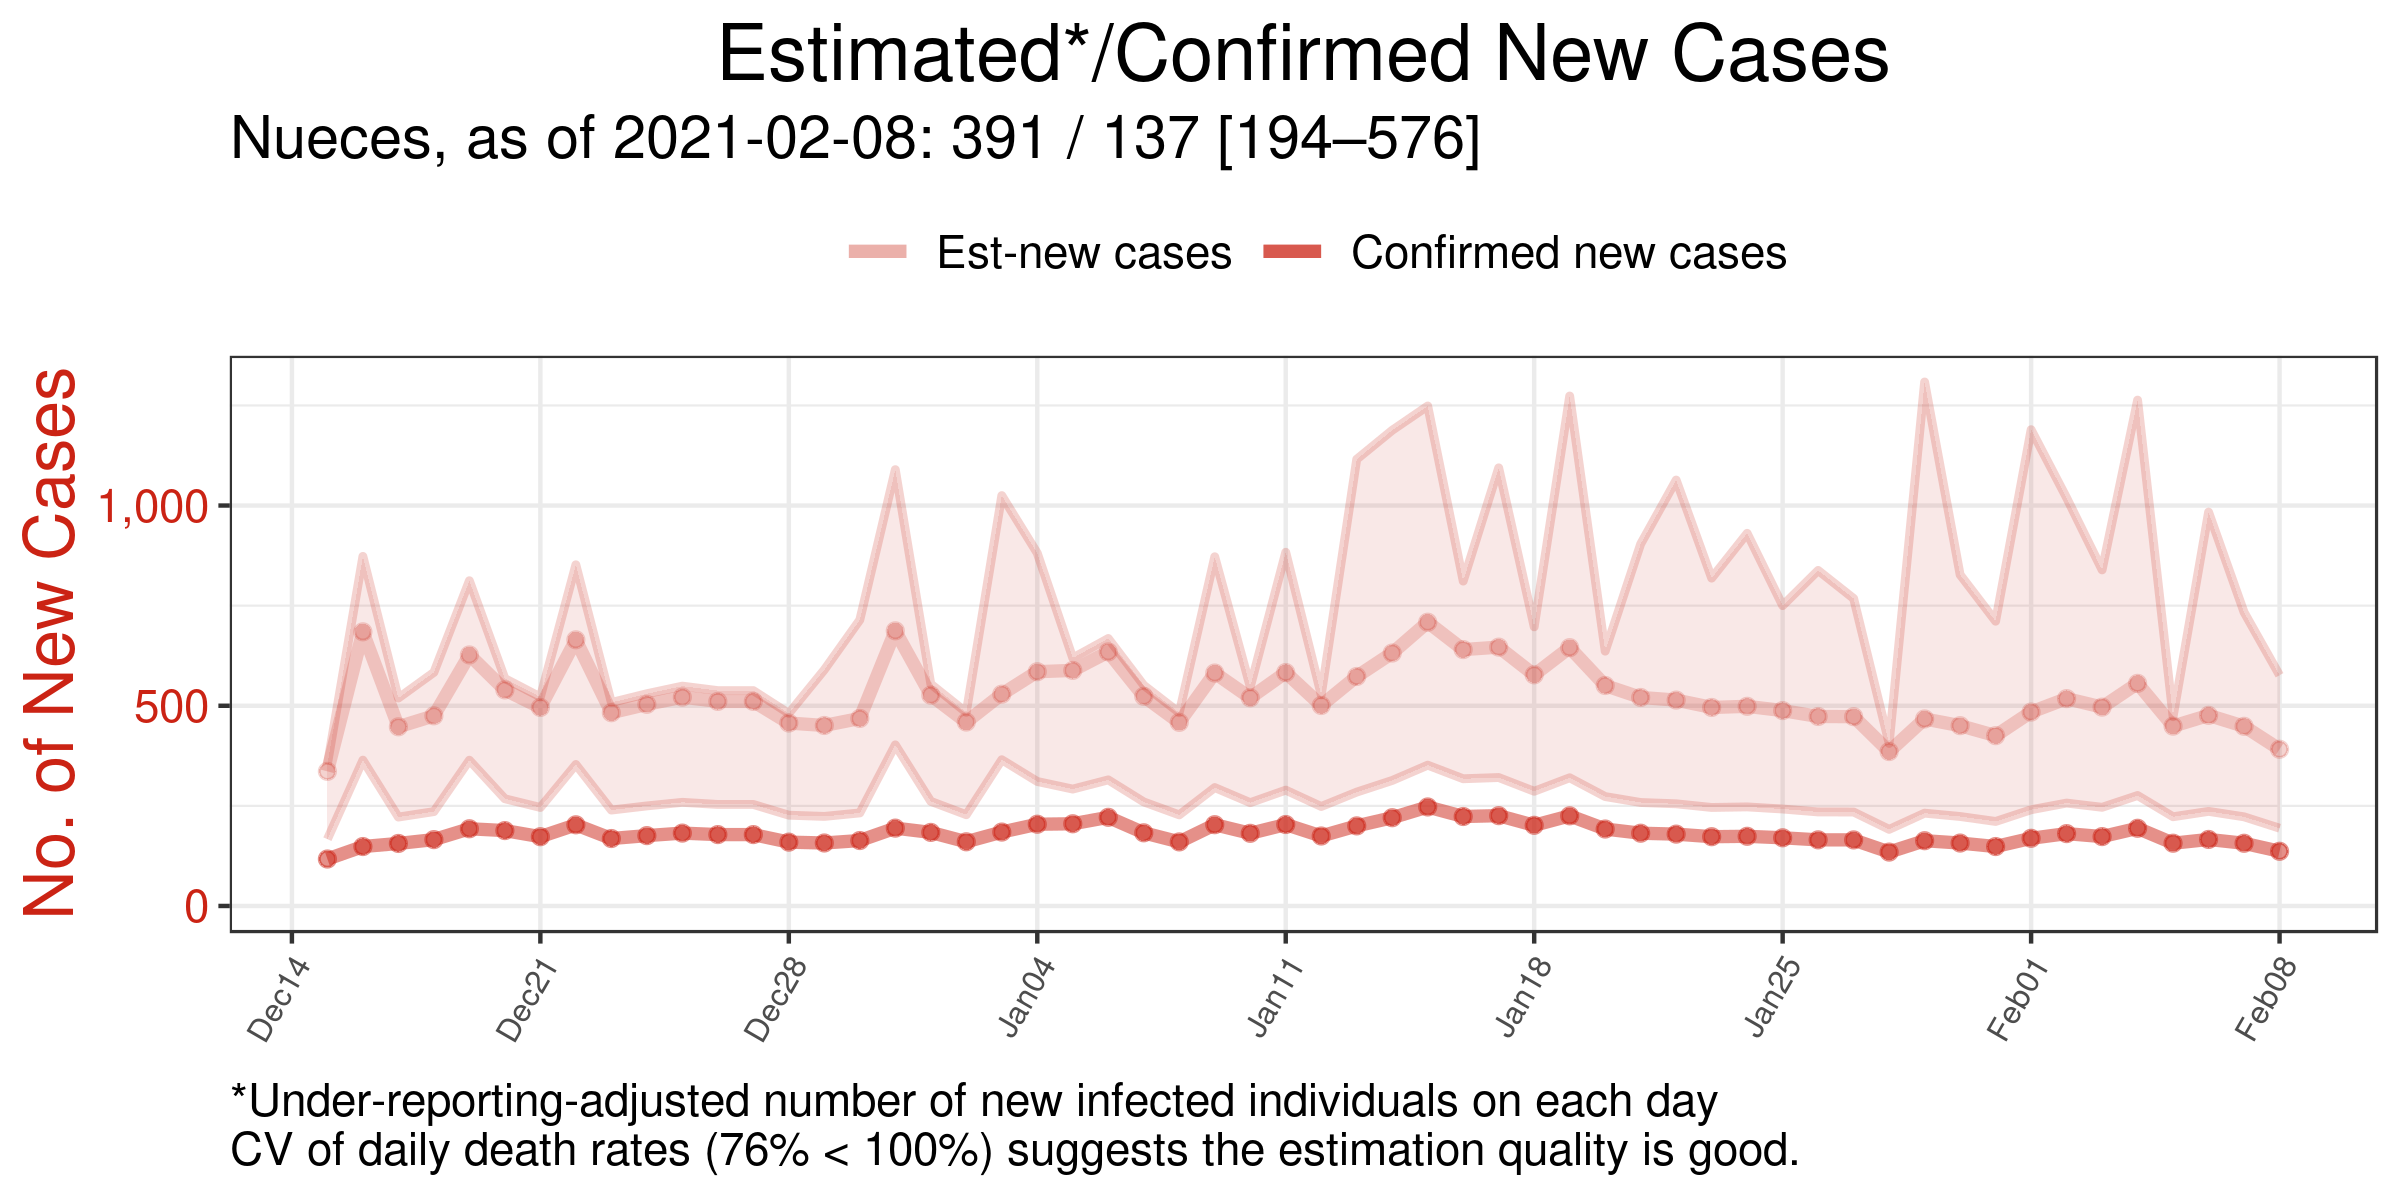 Estimated*/Confirmed New Cases
Nueces, as of 2021-02-08: 391 / 137 [194–576]
Est-new cases Confirmed new cases
No. of New Cases
1,000
500
0
Dec14 Dec21 Dec28 Jan04 Jan11 Jan18 Jan25 Feb01 Feb08
*Under-reporting-adjusted number of new infected individuals on each day
CV of daily death rates (76% < 100%) suggests the estimation quality is good.